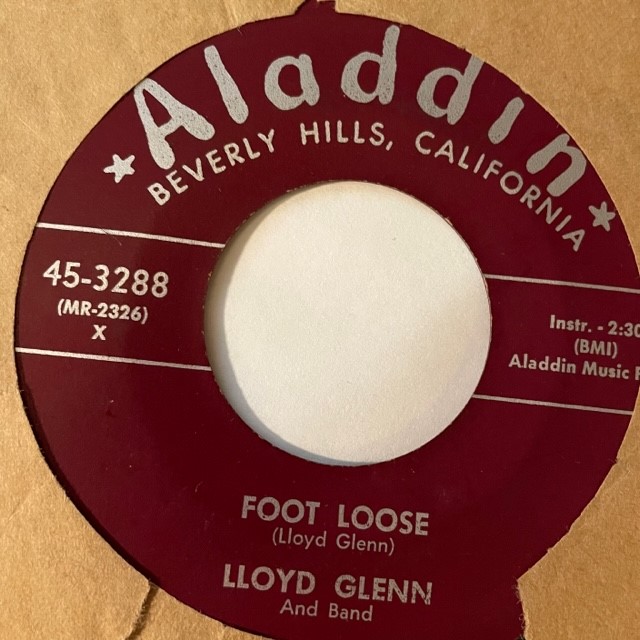 Aladdin
BEVERLY HILLS, CALIFORNIA
45-3288
(MR-2326)
X
Instr. - 2:30
(BMI)
Aladdin Music
FOOT LOOSE
(Lloyd Glenn)
LLOYD GLENN
And Band